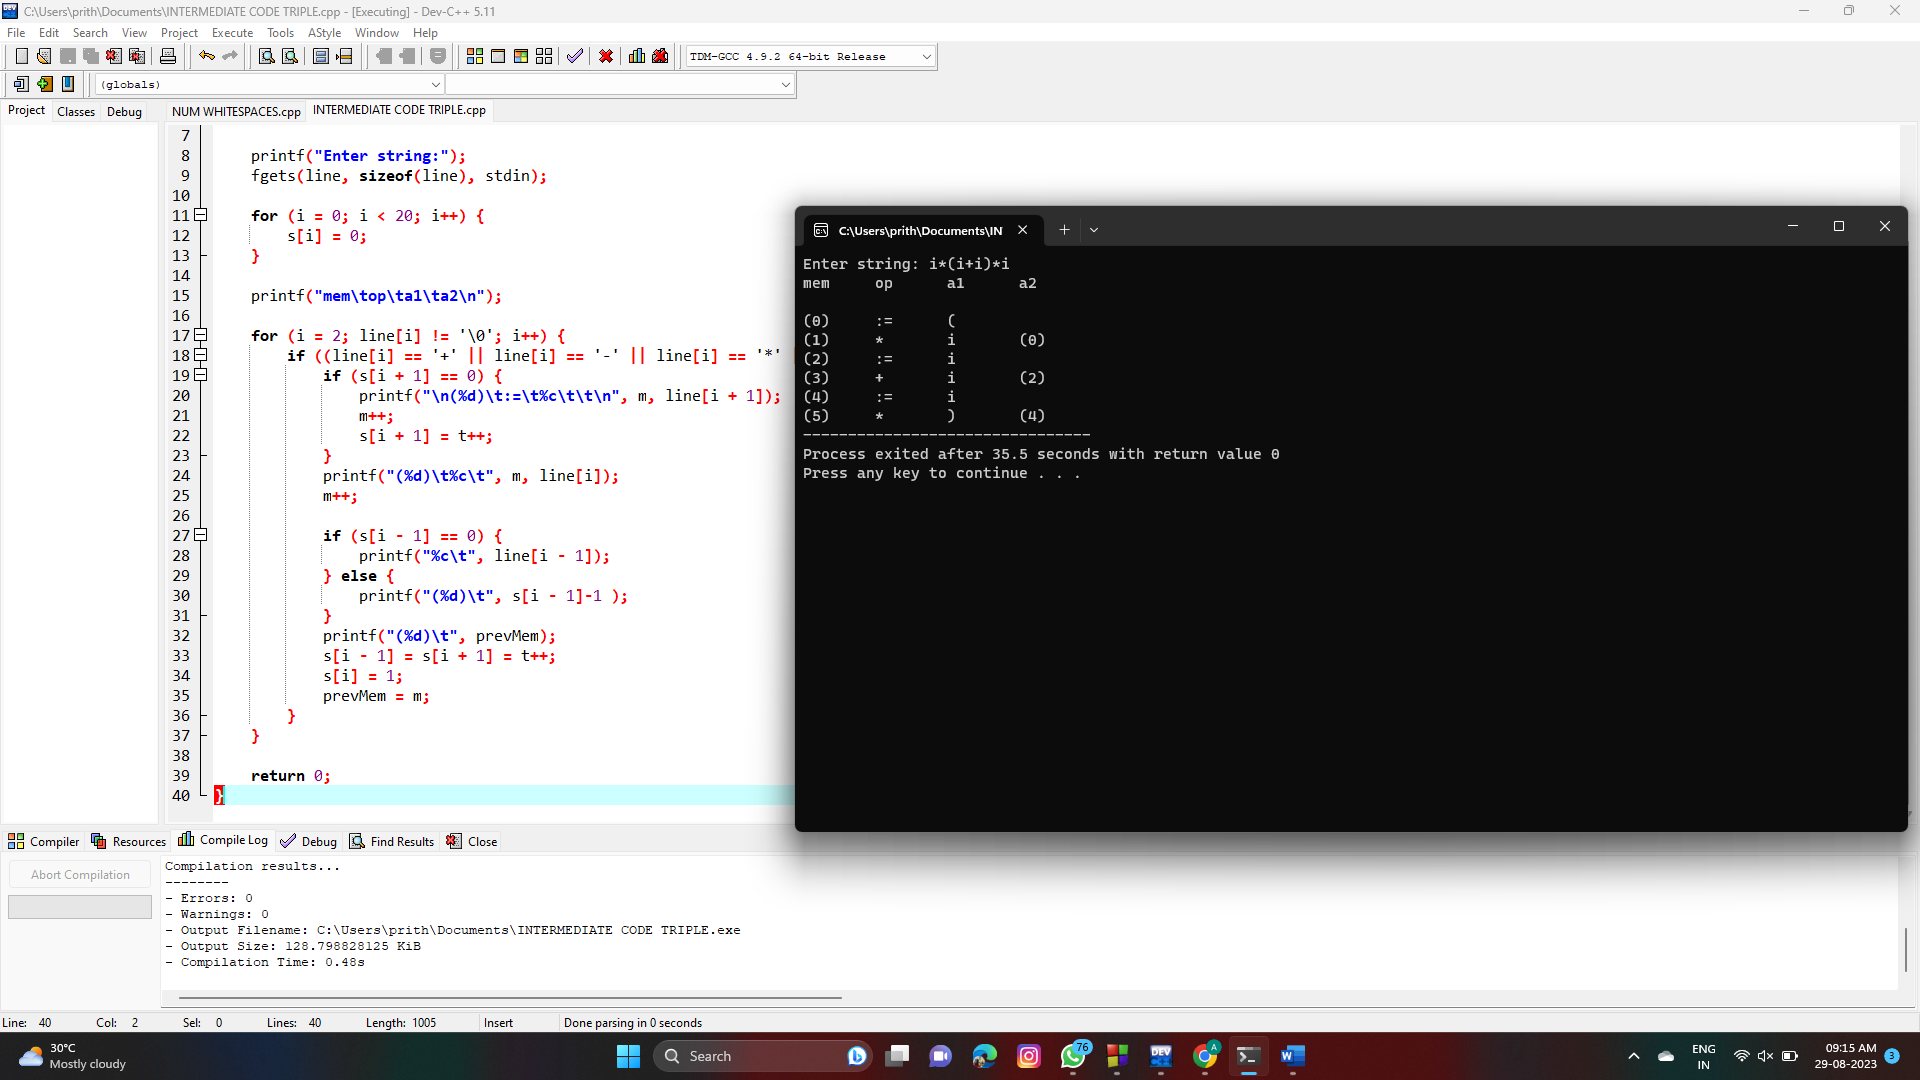 C:\Users\prith\Documents\INTERMEDIATE CODE TRIPLE.cpp - [Executing] - Dev-C++ 5.11
File Edit Search View Project Execute Tools AStyle Window Help
TDM-GCC 4.9.2 64-bit Release
(globals)
Project Classes Debug
NUM WHITESPACES.cpp INTERMEDIATE CODE TRIPLE.cpp
7
8 printf("Enter string:");
9 fgets(line, sizeof(line), stdin);
10
11 for (i = 0; i < 20; i++) {
12 s[i] = 0;
13 }
14
15 printf("mem\top\ta1\ta2\n");
16
17 for (i = 2; line[i] != '\0'; i++) {
18 if ((line[i] == '+' || line[i] == '-' || line[i] == '*'
19 if (s[i + 1] == 0) {
20 printf("\n(%d)\t:=\t%c\t\t\n", m, line[i + 1]);
21 m++;
22 s[i + 1] = t++;
23 }
24 printf("(%d)\t%c\t", m, line[i]);
25 m++;
26
27 if (s[i - 1] == 0) {
28 printf("%c\t", line[i - 1]);
29 } else {
30 printf("(%d)\t", s[i - 1]-1 );
31 }
32 printf("(%d)\t", prevMem);
33 s[i - 1] = s[i + 1] = t++;
34 s[i] = 1;
35 prevMem = m;
36 }
37 }
38
39 return 0;
40 }
C:\Users\prith\Documents\IN
Enter string: i*(i+i)*i
mem op a1 a2
(0) := (
(1) * i (0)
(2) := i
(3) + i (2)
(4) := i
(5) * ) (4)
--------------------------------
Process exited after 35.5 seconds with return value 0
Press any key to continue . . .
Compiler Resources Compile Log Debug Find Results Close
Abort Compilation
Compilation results...
--------
- Errors: 0
- Warnings: 0
- Output Filename: C:\Users\prith\Documents\INTERMEDIATE CODE TRIPLE.exe
- Output Size: 128.798828125 KiB
- Compilation Time: 0.48s
Line: 40 Col: 2 Sel: 0 Lines: 40 Length: 1005 Insert Done parsing in 0 seconds
30°C
Mostly cloudy
Search
76
DEV
A
W
ENG
IN
09:15 AM
29-08-2023
3